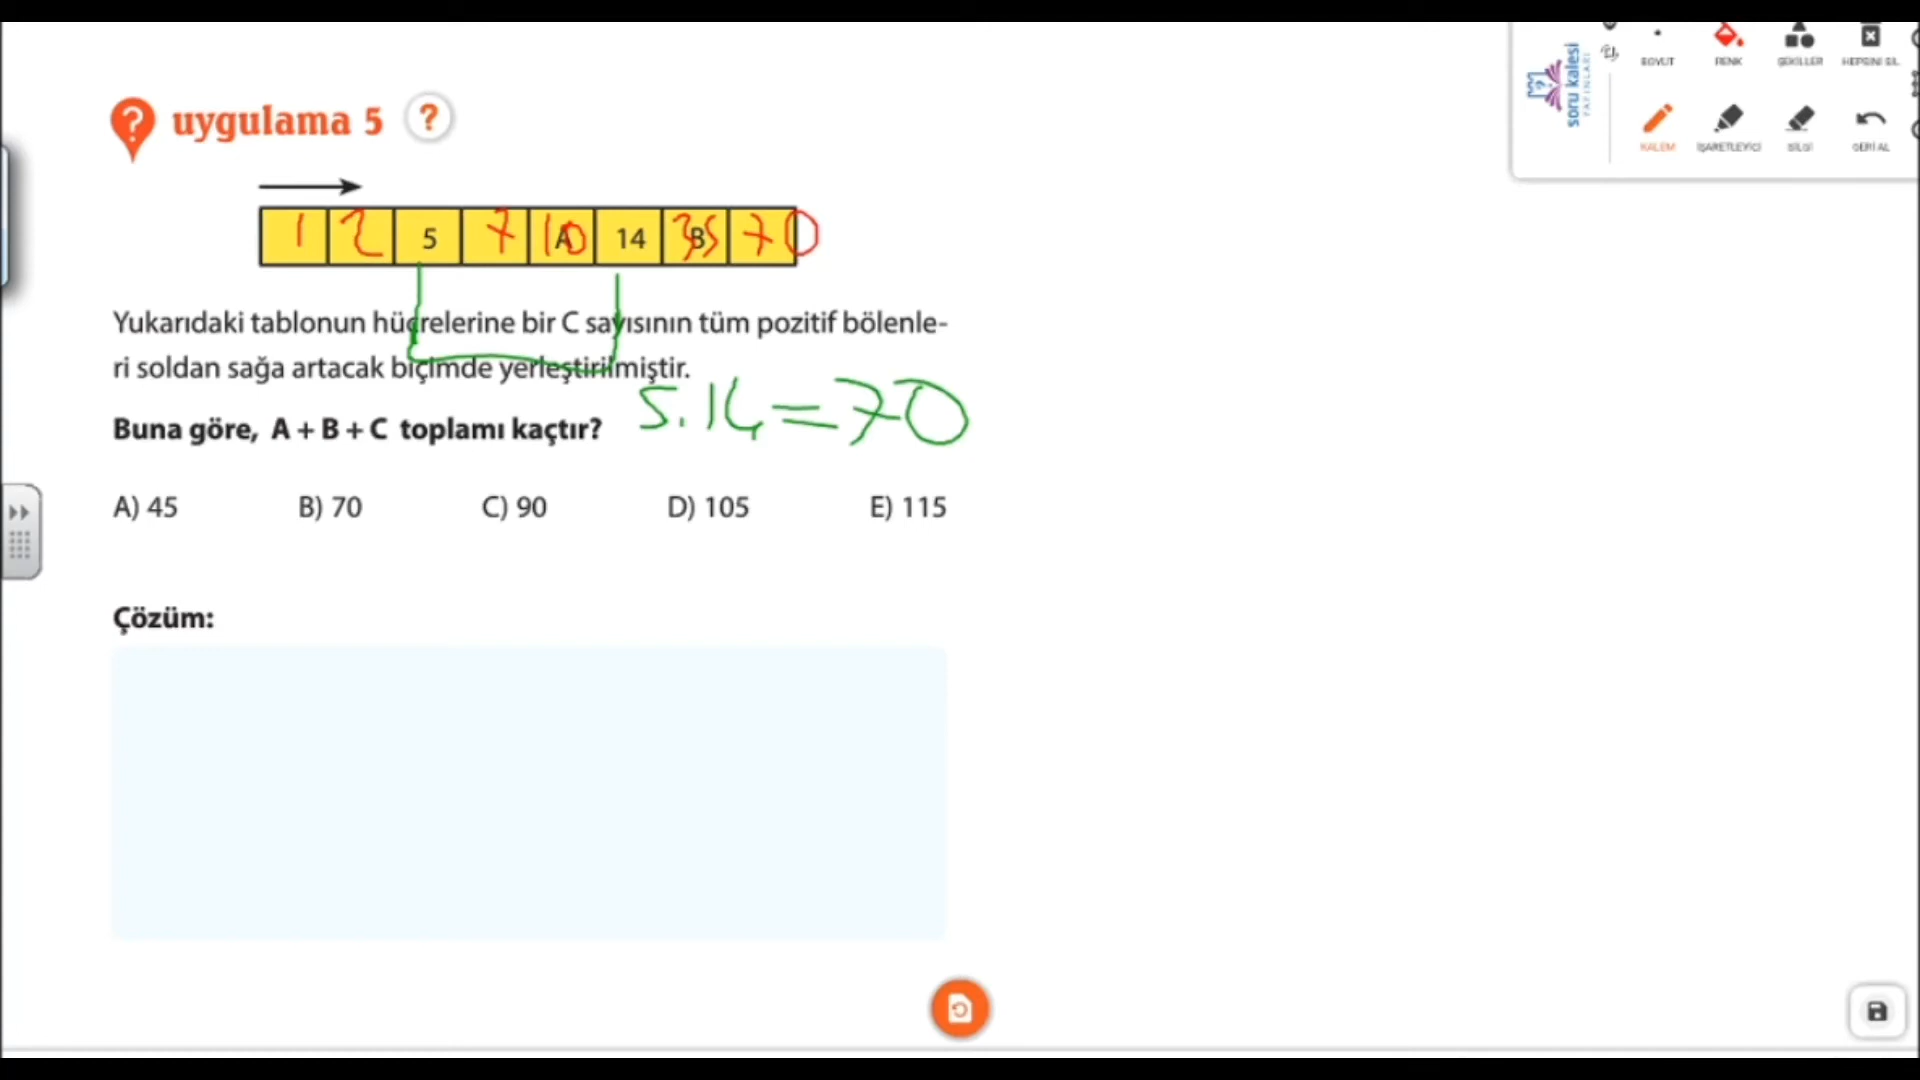 soru kalesi
YAYINLARI
BOYUT RENK ŞEKİLLER HEPSİNİ SİL
KALEM İŞARETLEYİCİ SİLGİ GERİ AL
uygulama 5 ?
1 2 5 7 10 A 14 35 B 70
Yukarıdaki tablonun hücrelerine bir C sayısının tüm pozitif bölenle-
ri soldan sağa artacak biçimde yerleştirilmiştir.
5.14=70
Buna göre, A + B + C toplamı kaçtır?
A) 45 B) 70 C) 90 D) 105 E) 115
Çözüm: